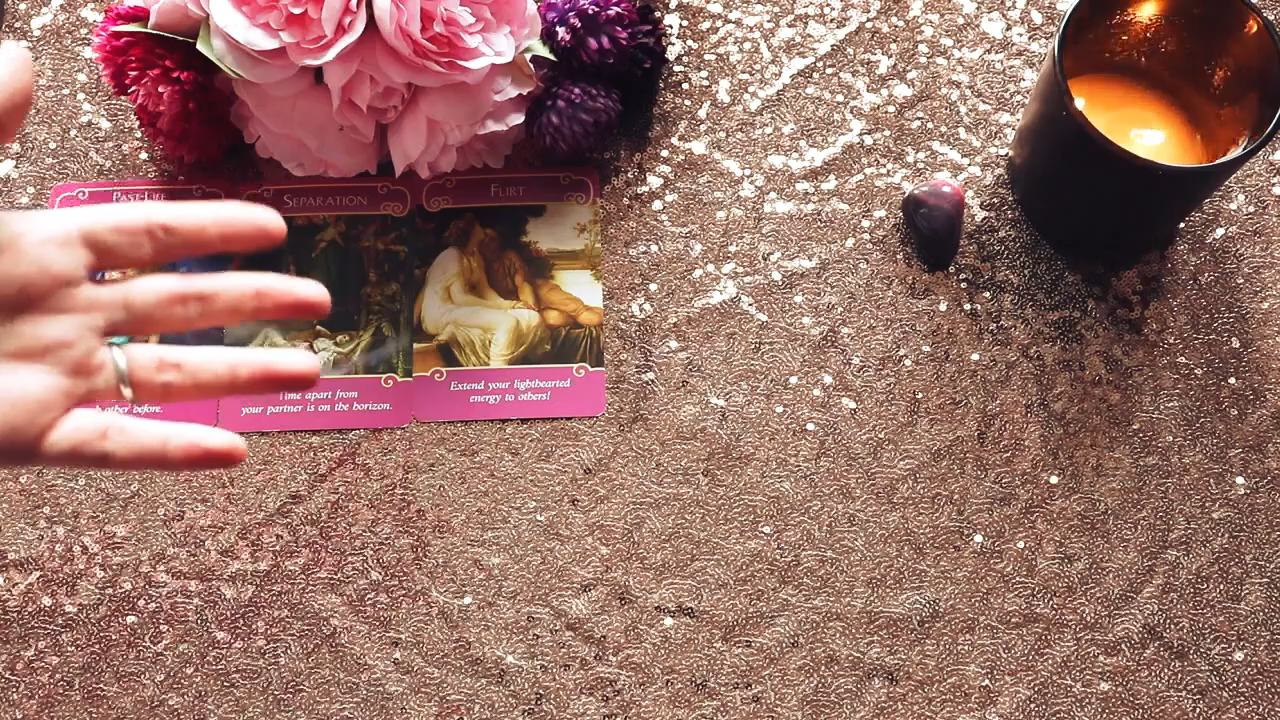 PAST-LIFE
SEPARATION
FLIRT
other before.
Time apart from
your partner is on the horizon.
Extend your lighthearted
energy to others!